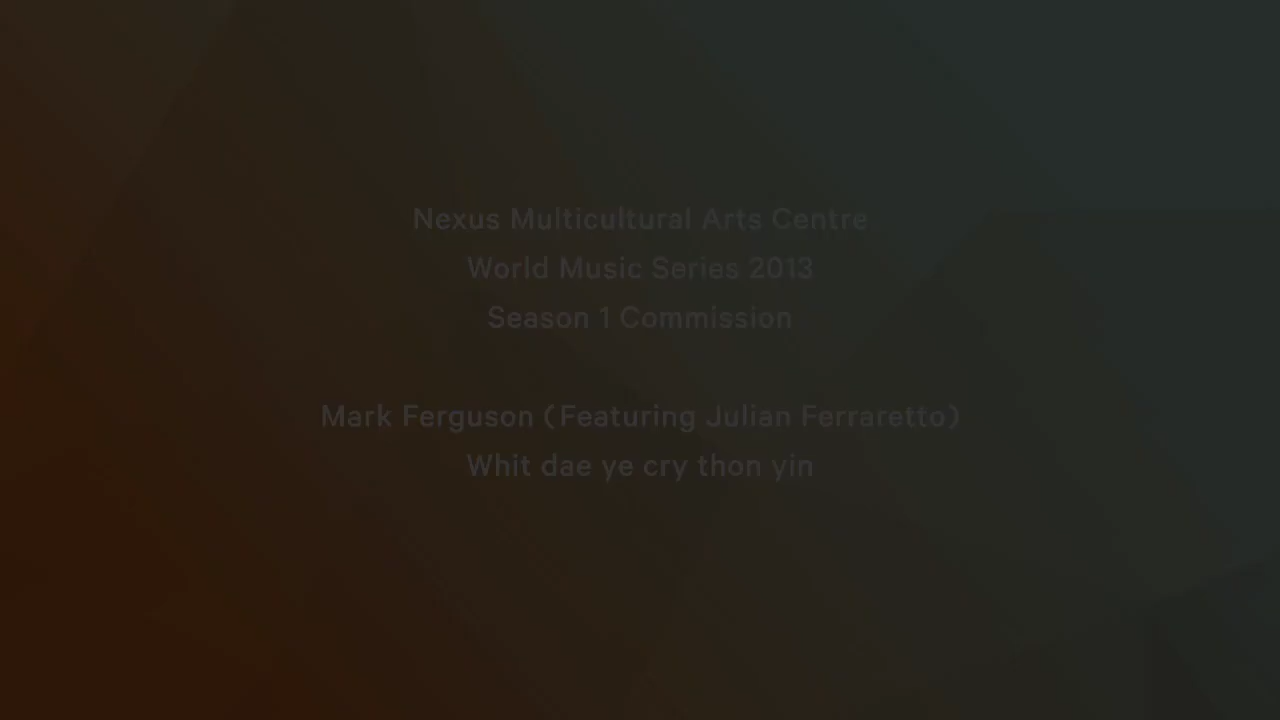 Nexus Multicultural Arts Centre
World Music Series 2013
Season 1 Commission
Mark Ferguson (Featuring Julian Ferraretto)
Whit dae ye cry thon yin